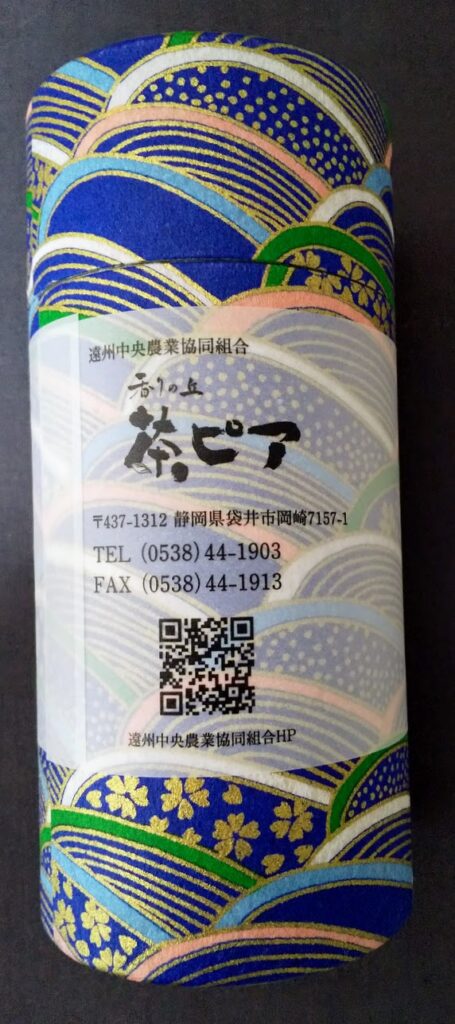 遠州中央農業協同組合
香りの丘
茶ピア
〒437-1312 静岡県袋井市岡崎7157-1
TEL (0538) 44-1903
FAX (0538) 44-1913
遠州中央農業協同組合HP